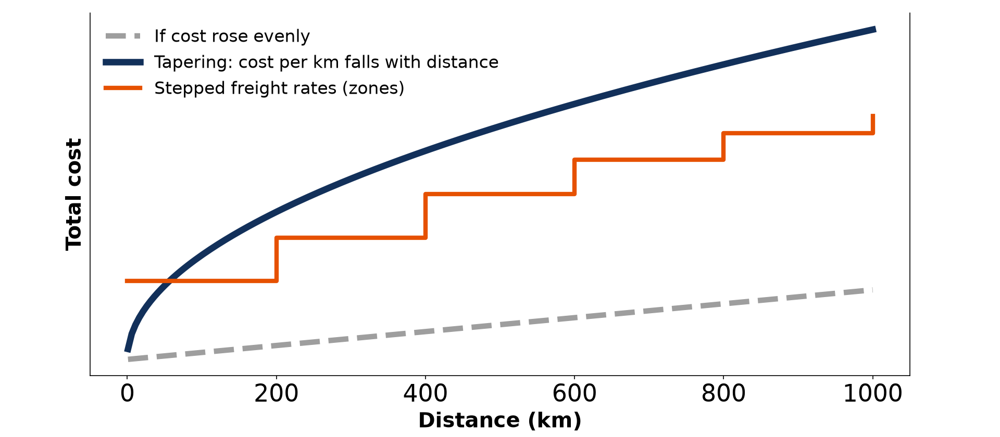 If cost rose evenly
Tapering: cost per km falls with distance
Stepped freight rates (zones)
Total cost
0 200 400 600 800 1000
Distance (km)